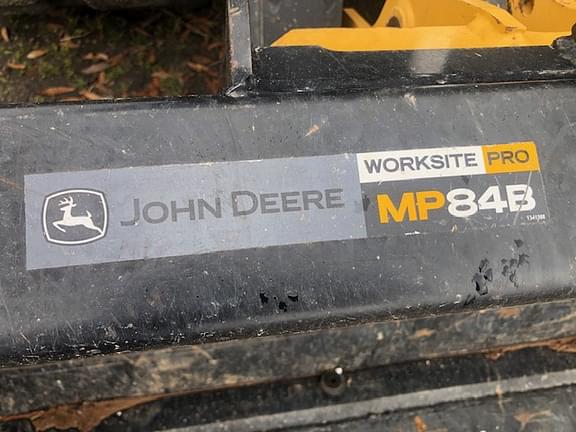 JOHN DEERE
WORKSITE PRO
MP84B